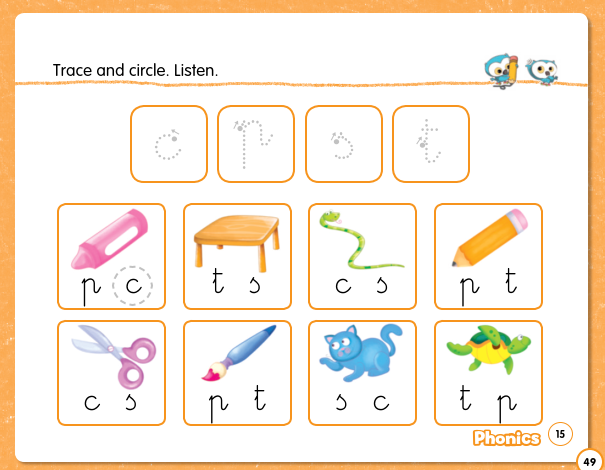 Trace and circle. Listen.
c p s t
p c t s c s p t
c s p t s c t p
Phonics 15
49